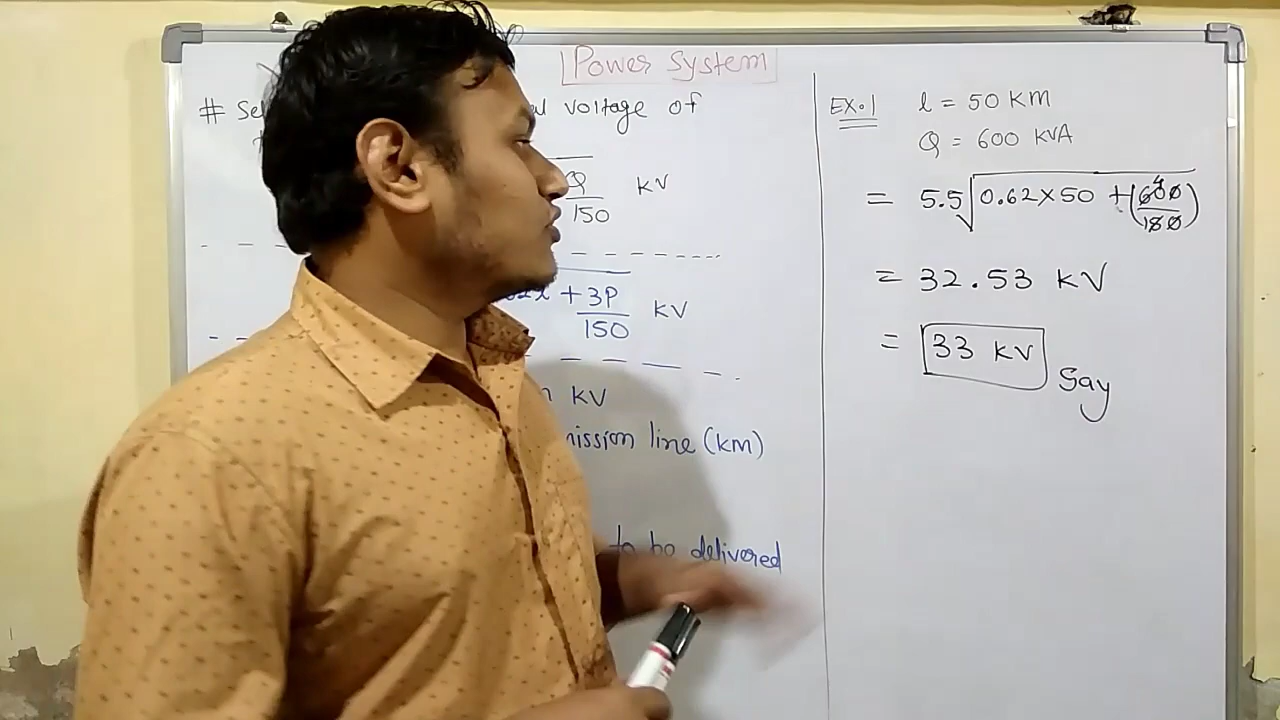 Power System
# Se voltage of
Q
150 KV
+ 3P
150 KV
KV
line (KM)
to be delivered
EX.1 l = 50 KM
Q = 600 KVA
= 5.5√0.62×50 + (600/150)
= 32.53 KV
= 33 KV
Say